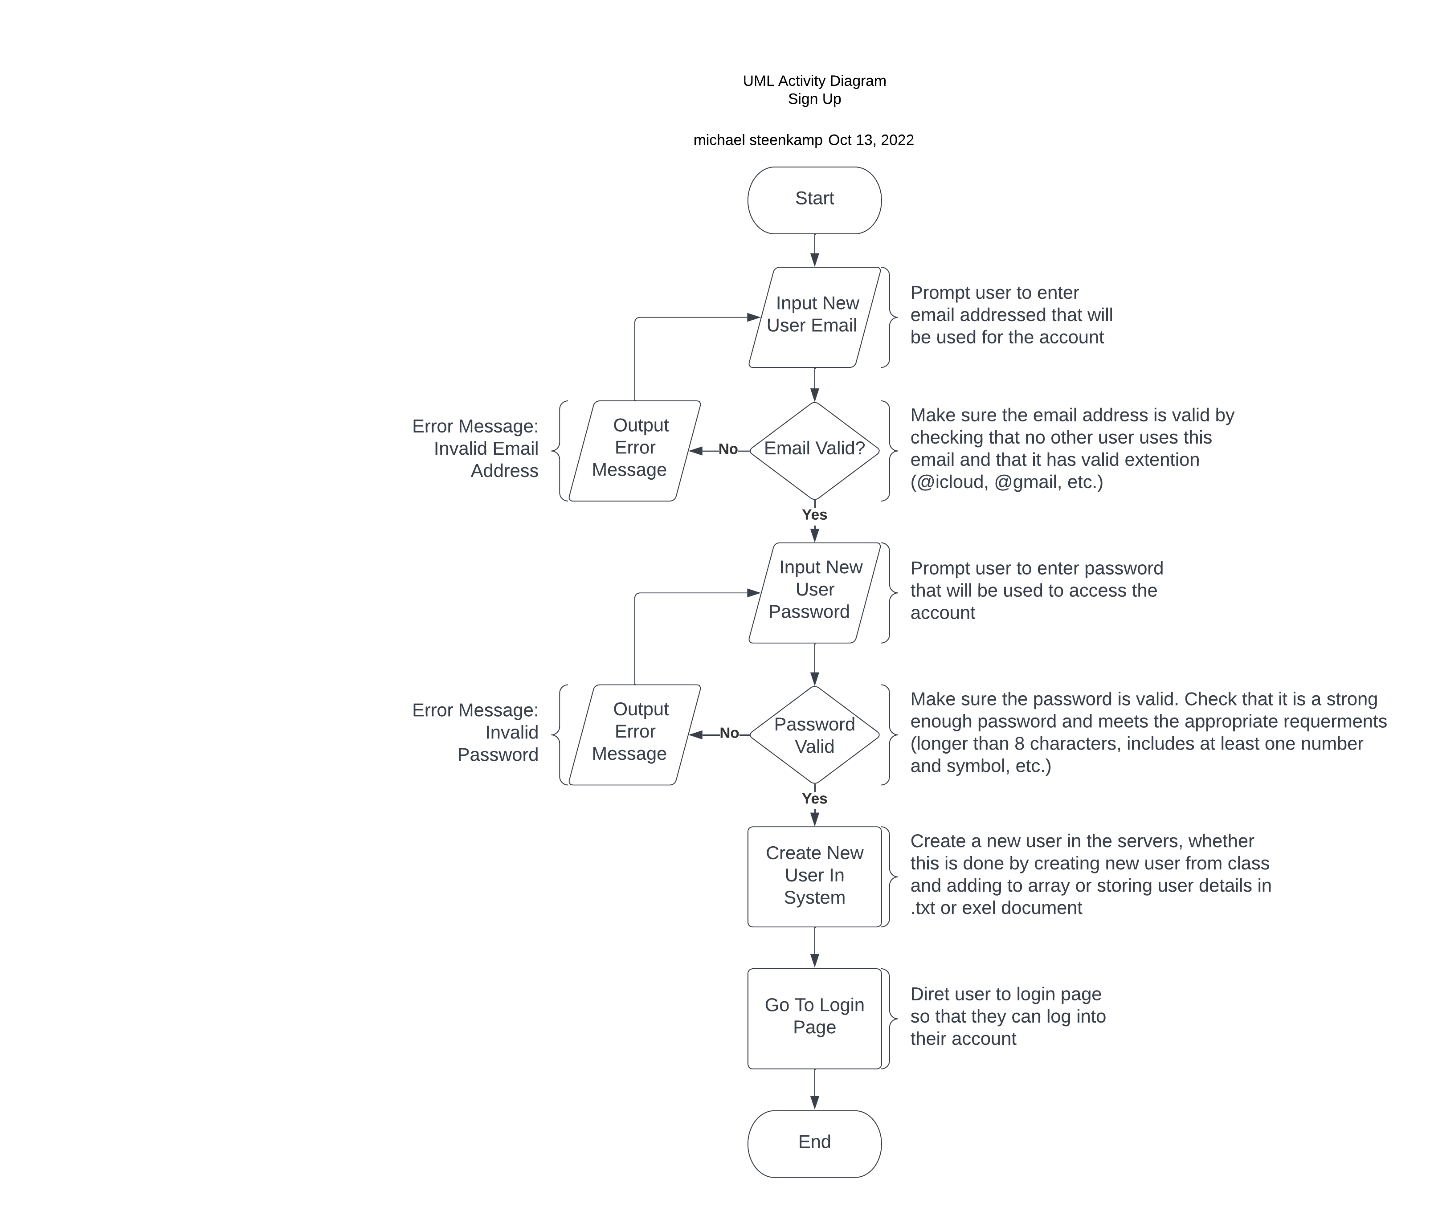 UML Activity Diagram
Sign Up
michael steenkamp Oct 13, 2022
Start
Input New
User Email
Prompt user to enter
email addressed that will
be used for the account
Error Message:
Invalid Email
Address
Output
Error
Message
No
Email Valid?
Make sure the email address is valid by
checking that no other user uses this
email and that it has valid extention
(@icloud, @gmail, etc.)
Yes
Input New
User
Password
Prompt user to enter password
that will be used to access the
account
Error Message:
Invalid
Password
Output
Error
Message
No
Password
Valid
Make sure the password is valid. Check that it is a strong
enough password and meets the appropriate requerments
(longer than 8 characters, includes at least one number
and symbol, etc.)
Yes
Create New
User In
System
Create a new user in the servers, whether
this is done by creating new user from class
and adding to array or storing user details in
.txt or exel document
Go To Login
Page
Diret user to login page
so that they can log into
their account
End